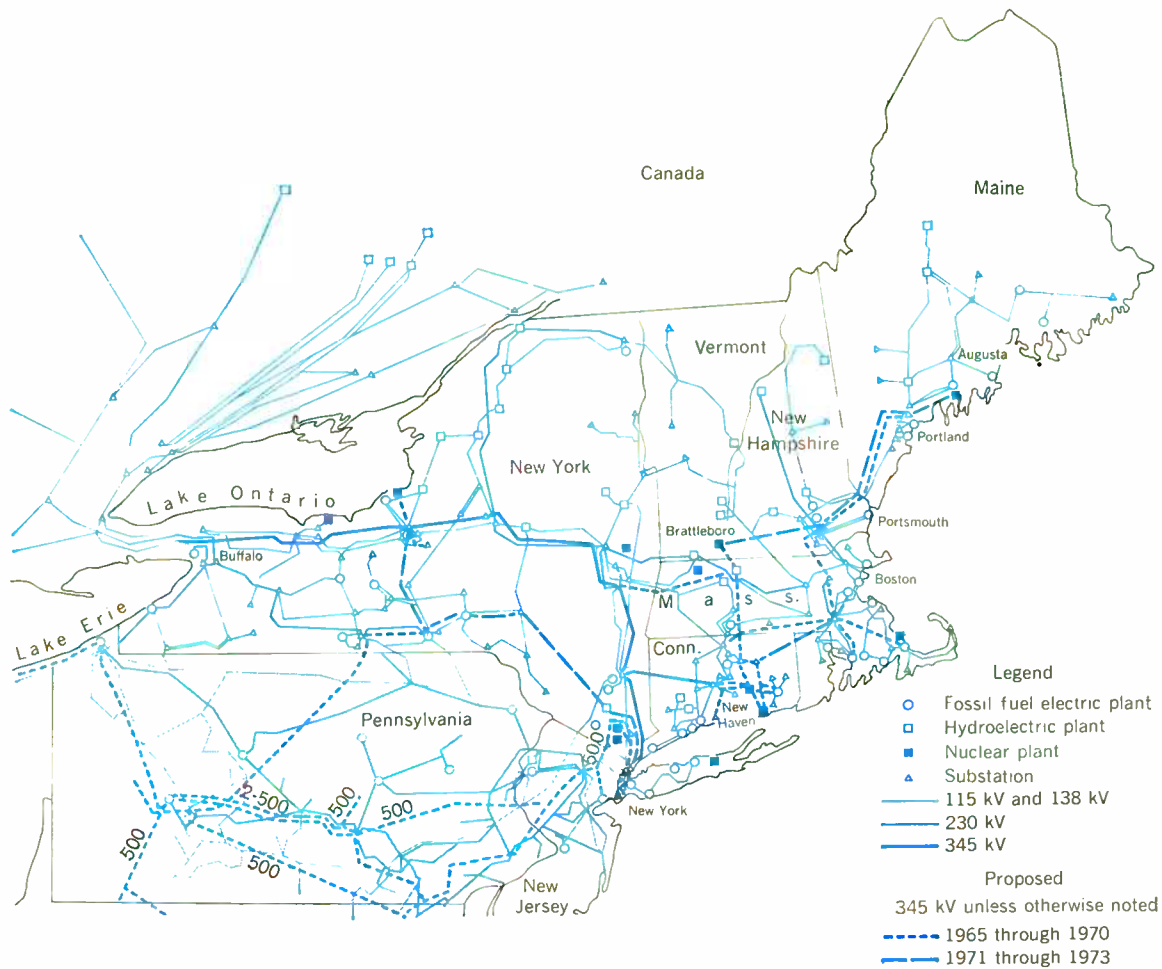 Canada
Maine
Vermont
Augusta
New
Hampshire
Portland
New York
Lake Ontario
Portsmouth
Brattleboro
Buffalo
Boston
Mass.
Lake Erie
Conn.
New
Haven
Pennsylvania
500
2-500
500
500
New York
500
500
New
Jersey
Legend
Fossil fuel electric plant
Hydroelectric plant
Nuclear plant
Substation
115 kV and 138 kV
230 kV
345 kV
Proposed
345 kV unless otherwise noted
1965 through 1970
1971 through 1973